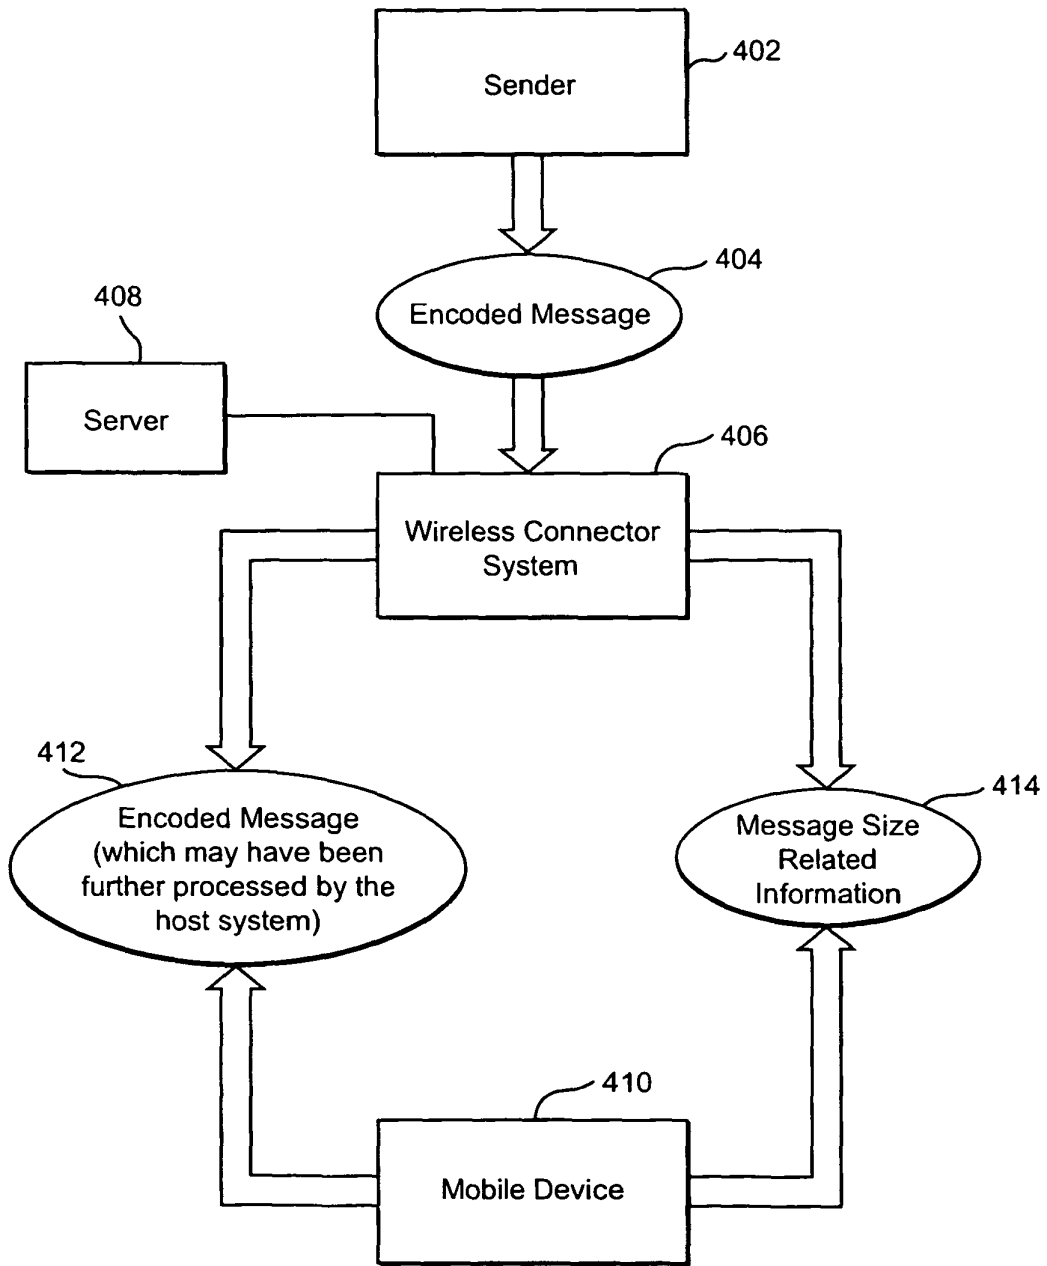 Sender
402
Encoded Message
404
408
Server
406
Wireless Connector
System
412
Encoded Message
(which may have been
further processed by the
host system)
414
Message Size
Related
Information
410
Mobile Device